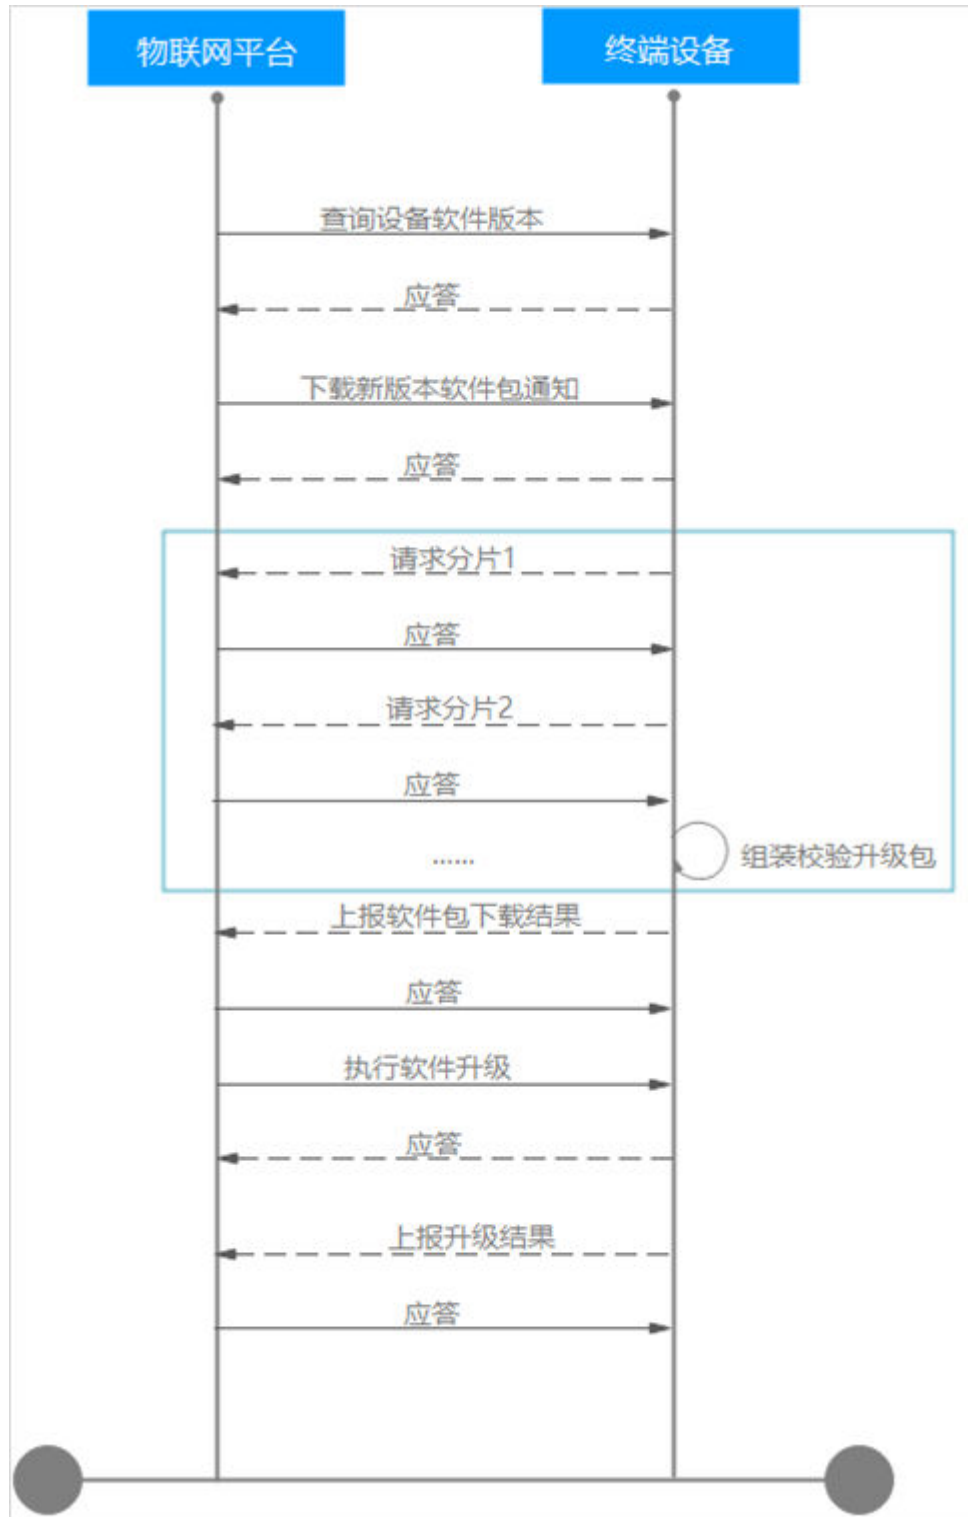 物联网平台
终端设备
查询设备软件版本
应答
下载新版本软件包通知
应答
请求分片1
应答
请求分片2
应答
......
组装校验升级包
上报软件包下载结果
应答
执行软件升级
应答
上报升级结果
应答